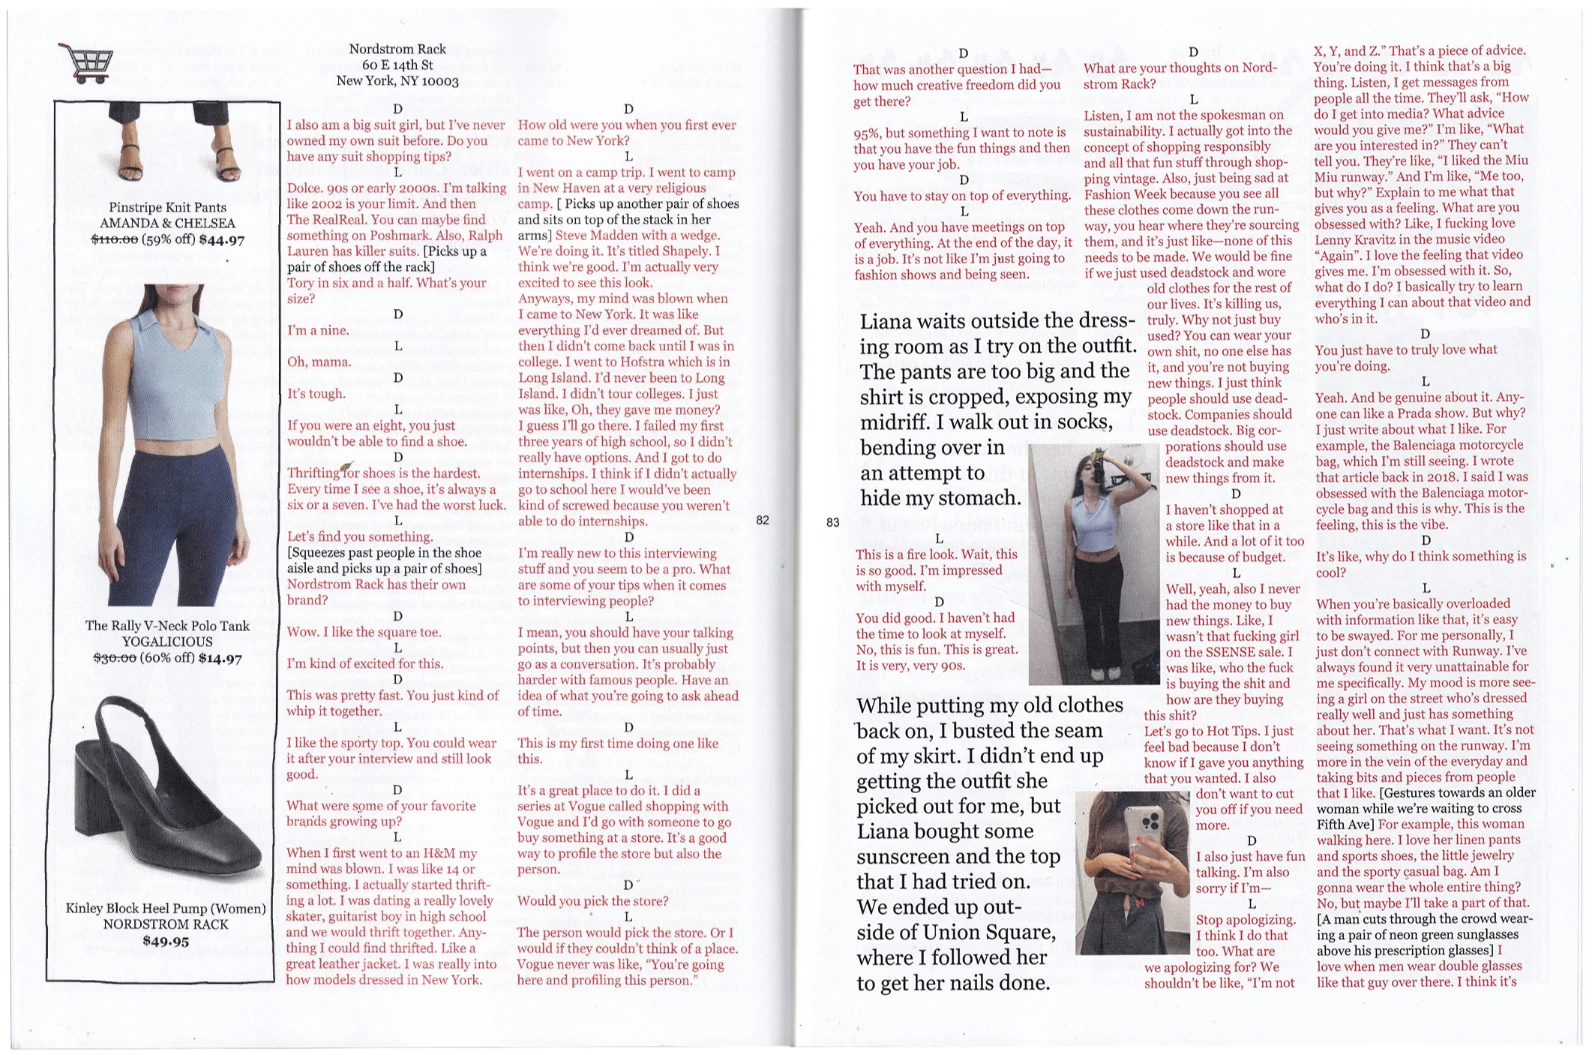 Nordstrom Rack
60 E 14th St
New York, NY 10003
Pinstripe Knit Pants
AMANDA & CHELSEA
$110.00 (59% off) $44.97
The Rally V-Neck Polo Tank
YOGALICIOUS
$30.00 (60% off) $14.97
Kinley Block Heel Pump (Women)
NORDSTROM RACK
$49.95
D
I also am a big suit girl, but I've never
owned my own suit before. Do you
have any suit shopping tips?
L
Dolce. 90s or early 2000s. I'm talking
like 2002 is your limit. And then
The RealReal. You can maybe find
something on Poshmark. Also, Ralph
Lauren has killer suits. [Picks up a
pair of shoes off the rack]
Tory in six and a half. What's your
size?
D
I'm a nine.
L
Oh, mama.
D
It's tough.
L
If you were an eight, you just
wouldn't be able to find a shoe.
D
Thrifting for shoes is the hardest.
Every time I see a shoe, it's always a
six or a seven. I've had the worst luck.
L
Let's find you something.
[Squeezes past people in the shoe
aisle and picks up a pair of shoes]
Nordstrom Rack has their own
brand?
D
Wow. I like the square toe.
L
I'm kind of excited for this.
D
This was pretty fast. You just kind of
whip it together.
L
I like the sporty top. You could wear
it after your interview and still look
good.
D
What were some of your favorite
brands growing up?
L
When I first went to an H&M my
mind was blown. I was like 14 or
something. I actually started thrift-
ing a lot. I was dating a really lovely
skater, guitarist boy in high school
and we would thrift together. Any-
thing I could find thrifted. Like a
great leather jacket. I was really into
how models dressed in New York.
D
How old were you when you first ever
came to New York?
L
I went on a camp trip. I went to camp
in New Haven at a very religious
camp. [ Picks up another pair of shoes
and sits on top of the stack in her
arms] Steve Madden with a wedge.
We're doing it. It's titled Shapely. I
think we're good. I'm actually very
excited to see this look.
Anyways, my mind was blown when
I came to New York. It was like
everything I'd ever dreamed of. But
then I didn't come back until I was in
college. I went to Hofstra which is in
Long Island. I'd never been to Long
Island. I didn't tour colleges. I just
was like, Oh, they gave me money?
I guess I'll go there. I failed my first
three years of high school, so I didn't
really have options. And I got to do
internships. I think if I didn't actually
go to school here I would've been
kind of screwed because you weren't
able to do internships.
D
I'm really new to this interviewing
stuff and you seem to be a pro. What
are some of your tips when it comes
to interviewing people?
L
I mean, you should have your talking
points, but then you can usually just
go as a conversation. It's probably
harder with famous people. Have an
idea of what you're going to ask ahead
of time.
D
This is my first time doing one like
this.
L
It's a great place to do it. I did a
series at Vogue called shopping with
Vogue and I'd go with someone to go
buy something at a store. It's a good
way to profile the store but also the
person.
D
Would you pick the store?
L
The person would pick the store. Or I
would if they couldn't think of a place.
Vogue never was like, "You're going
here and profiling this person."
82
83
D
That was another question I had—
how much creative freedom did you
get there?
L
95%, but something I want to note is
that you have the fun things and then
you have your job.
D
You have to stay on top of everything.
L
Yeah. And you have meetings on top
of everything. At the end of the day, it
is a job. It's not like I'm just going to
fashion shows and being seen.
Liana waits outside the dress-
ing room as I try on the outfit.
The pants are too big and the
shirt is cropped, exposing my
midriff. I walk out in socks,
bending over in
an attempt to
hide my stomach.
L
This is a fire look. Wait, this
is so good. I'm impressed
with myself.
D
You did good. I haven't had
the time to look at myself.
No, this is fun. This is great.
It is very, very 90s.
While putting my old clothes
back on, I busted the seam
of my skirt. I didn't end up
getting the outfit she
picked out for me, but
Liana bought some
sunscreen and the top
that I had tried on.
We ended up out-
side of Union Square,
where I followed her
to get her nails done.
D
What are your thoughts on Nord-
strom Rack?
L
Listen, I am not the spokesman on
sustainability. I actually got into the
concept of shopping responsibly
and all that fun stuff through shop-
ping vintage. Also, just being sad at
Fashion Week because you see all
these clothes come down the run-
way, you hear where they're sourcing
them, and it's just like—none of this
needs to be made. We would be fine
if we just used deadstock and wore
old clothes for the rest of
our lives. It's killing us,
truly. Why not just buy
used? You can wear your
own shit, no one else has
it, and you're not buying
new things. I just think
people should use dead-
stock. Companies should
use deadstock. Big cor-
porations should use
deadstock and make
new things from it.
D
I haven't shopped at
a store like that in a
while. And a lot of it too
is because of budget.
L
Well, yeah, also I never
had the money to buy
new things. Like, I
wasn't that fucking girl
on the SSENSE sale. I
was like, who the fuck
is buying the shit and
how are they buying
this shit?
Let's go to Hot Tips. I just
feel bad because I don't
know if I gave you anything
that you wanted. I also
don't want to cut
you off if you need
more.
D
I also just have fun
talking. I'm also
sorry if I'm—
L
Stop apologizing.
I think I do that
too. What are
we apologizing for? We
shouldn't be like, "I'm not
X, Y, and Z." That's a piece of advice.
You're doing it. I think that's a big
thing. Listen, I get messages from
people all the time. They'll ask, "How
do I get into media? What advice
would you give me?" I'm like, "What
are you interested in?" They can't
tell you. They're like, "I liked the Miu
Miu runway." And I'm like, "Me too,
but why?" Explain to me what that
gives you as a feeling. What are you
obsessed with? Like, I fucking love
Lenny Kravitz in the music video
"Again". I love the feeling that video
gives me. I'm obsessed with it. So,
what do I do? I basically try to learn
everything I can about that video and
who's in it.
D
You just have to truly love what
you're doing.
L
Yeah. And be genuine about it. Any-
one can like a Prada show. But why?
I just write about what I like. For
example, the Balenciaga motorcycle
bag, which I'm still seeing. I wrote
that article back in 2018. I said I was
obsessed with the Balenciaga motor-
cycle bag and this is why. This is the
feeling, this is the vibe.
D
It's like, why do I think something is
cool?
L
When you're basically overloaded
with information like that, it's easy
to be swayed. For me personally, I
just don't connect with Runway. I've
always found it very unattainable for
me specifically. My mood is more see-
ing a girl on the street who's dressed
really well and just has something
about her. That's what I want. It's not
seeing something on the runway. I'm
more in the vein of the everyday and
taking bits and pieces from people
that I like. [Gestures towards an older
woman while we're waiting to cross
Fifth Ave] For example, this woman
walking here. I love her linen pants
and sports shoes, the little jewelry
and the sporty casual bag. Am I
gonna wear the whole entire thing?
No, but maybe I'll take a part of that.
[A man cuts through the crowd wear-
ing a pair of neon green sunglasses
above his prescription glasses] I
love when men wear double glasses
like that guy over there. I think it's